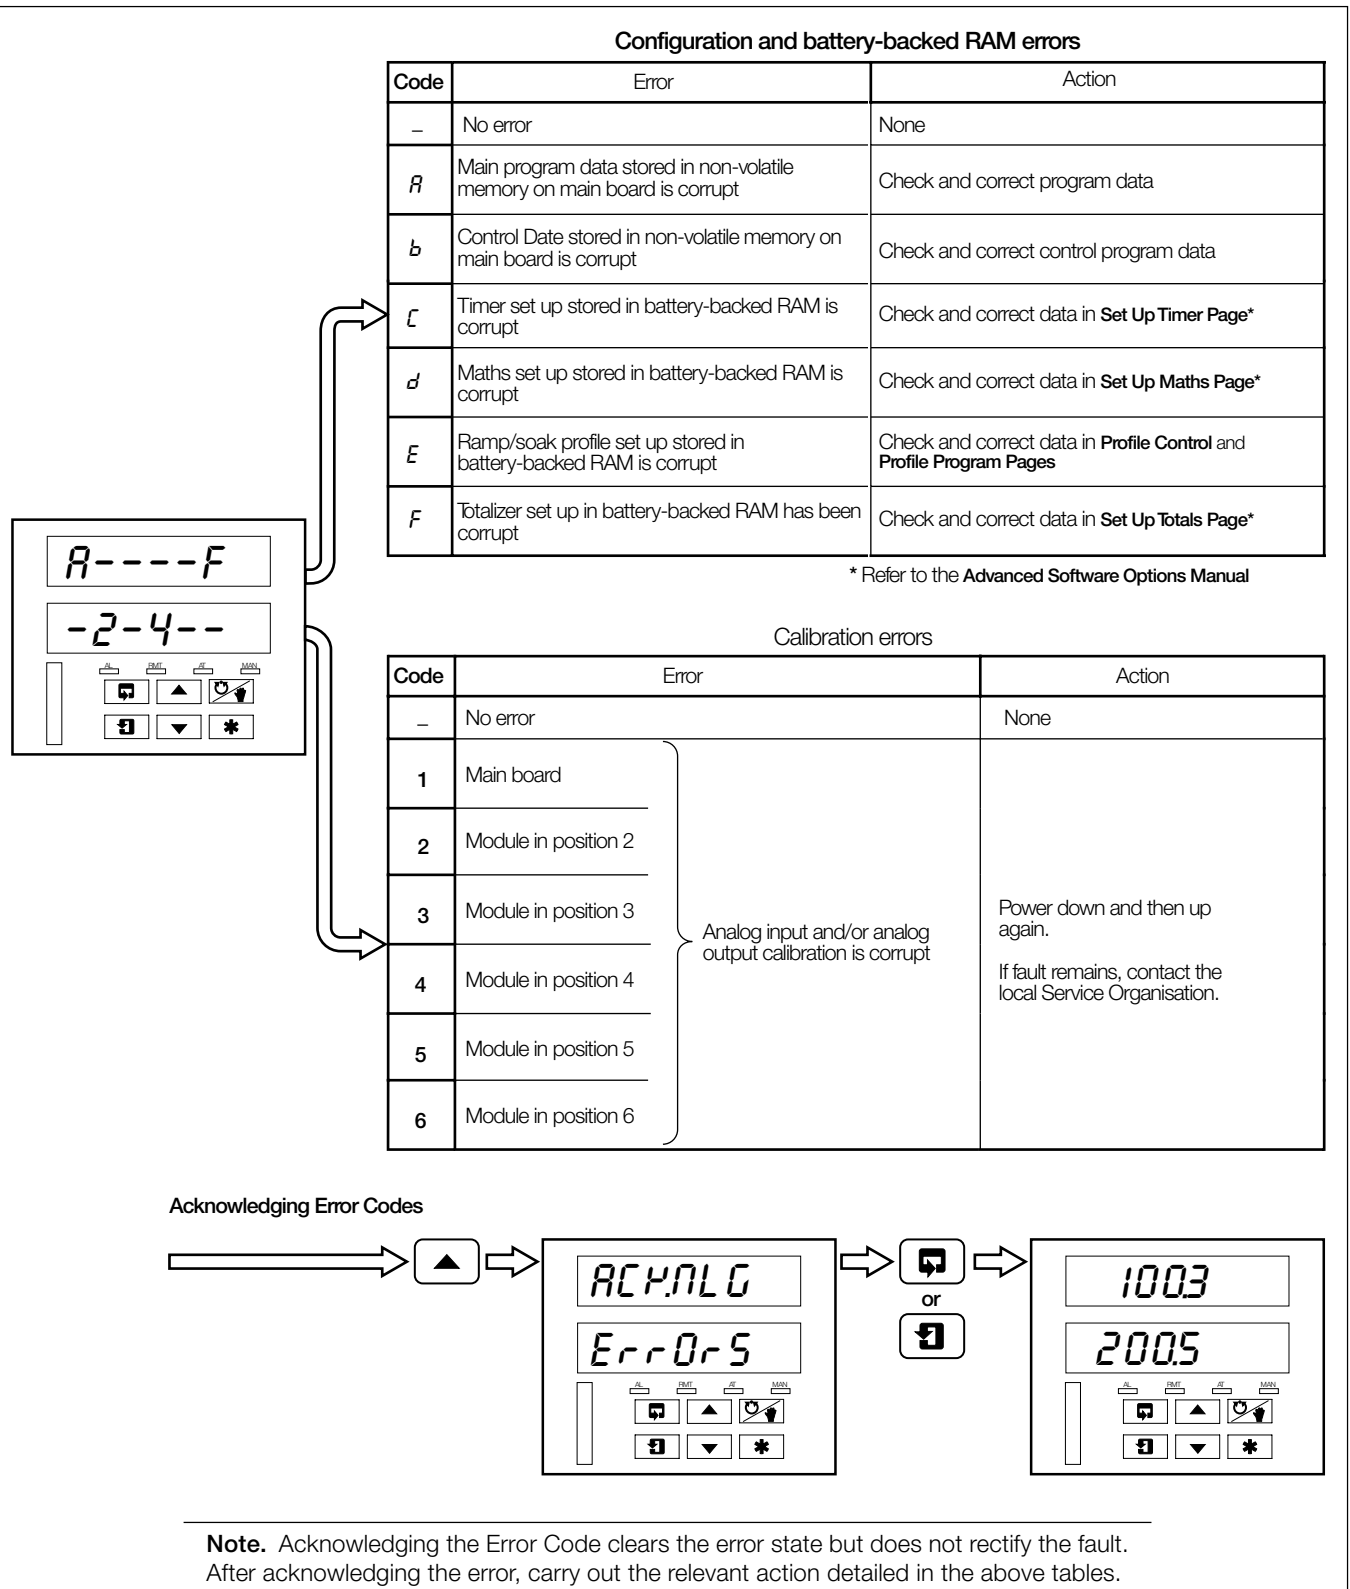 Configuration and battery-backed RAM errors
Code Error Action
– No error None
A Main program data stored in non-volatile
memory on main board is corrupt
Check and correct program data
b Control Date stored in non-volatile memory on
main board is corrupt
Check and correct control program data
C Timer set up stored in battery-backed RAM is
corrupt
Check and correct data in Set Up Timer Page*
d Maths set up stored in battery-backed RAM is
corrupt
Check and correct data in Set Up Maths Page*
E Ramp/soak profile set up stored in
battery-backed RAM is corrupt
Check and correct data in Profile Control and
Profile Program Pages
F Totalizer set up in battery-backed RAM has been
corrupt
Check and correct data in Set Up Totals Page*
* Refer to the Advanced Software Options Manual
A----F
-2-4--
AL RMT AT MAN
Calibration errors
Code Error Action
– No error None
1 Main board
2 Module in position 2
3 Module in position 3
4 Module in position 4
5 Module in position 5
6 Module in position 6
Analog input and/or analog
output calibration is corrupt
Power down and then up
again.
If fault remains, contact the
local Service Organisation.
Acknowledging Error Codes
ACK.NLG
ErrOrS
AL RMT AT MAN
or
100.3
200.5
AL RMT AT MAN
Note. Acknowledging the Error Code clears the error state but does not rectify the fault.
After acknowledging the error, carry out the relevant action detailed in the above tables.